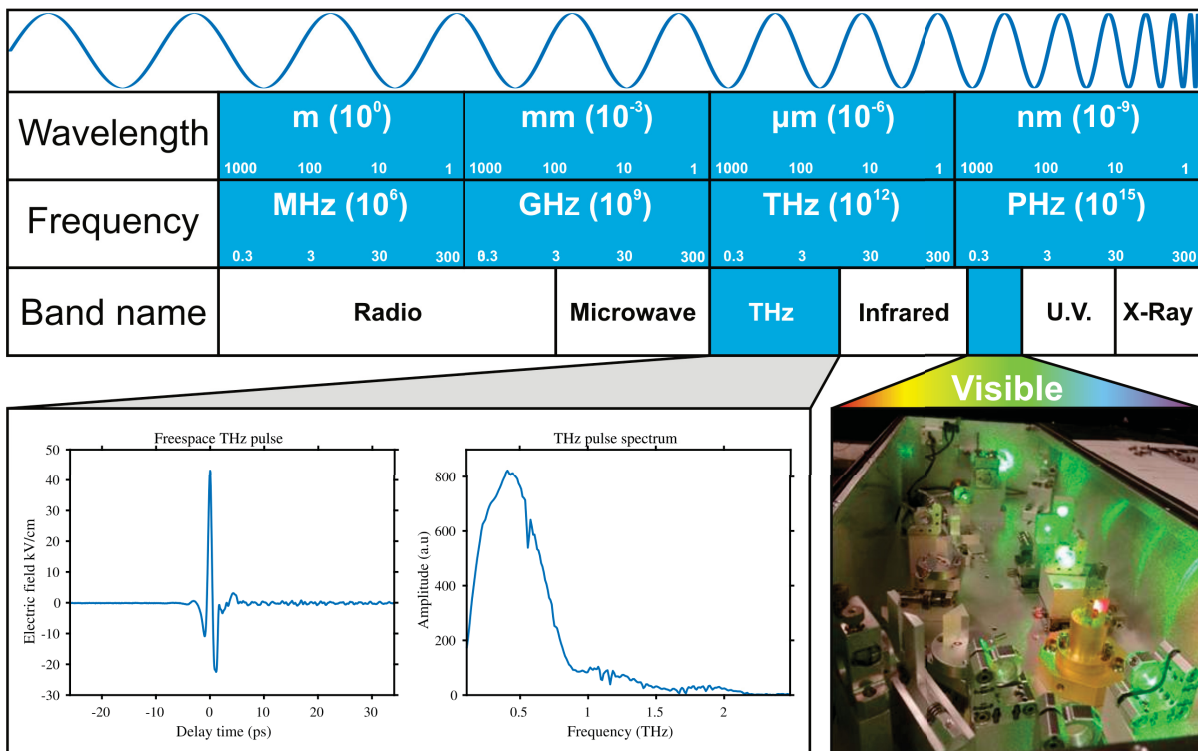 Wavelength
m (10⁰)
mm (10⁻³)
µm (10⁻⁶)
nm (10⁻⁹)
1000 100 10 1
1000 100 10 1
1000 100 10 1
1000 100 10 1
Frequency
MHz (10⁶)
GHz (10⁹)
THz (10¹²)
PHz (10¹⁵)
0.3 3 30 300
0.3 3 30 300
0.3 3 30 300
0.3 3 30 300
Band name
Radio
Microwave
THz
Infrared
U.V.
X-Ray
Visible
Freespace THz pulse
Electric field kV/cm
50
40
30
20
10
0
-10
-20
-30
-20 -10 0 10 20 30
Delay time (ps)
THz pulse spectrum
Amplitude (a.u)
800
600
400
200
0
0.5 1 1.5 2
Frequency (THz)